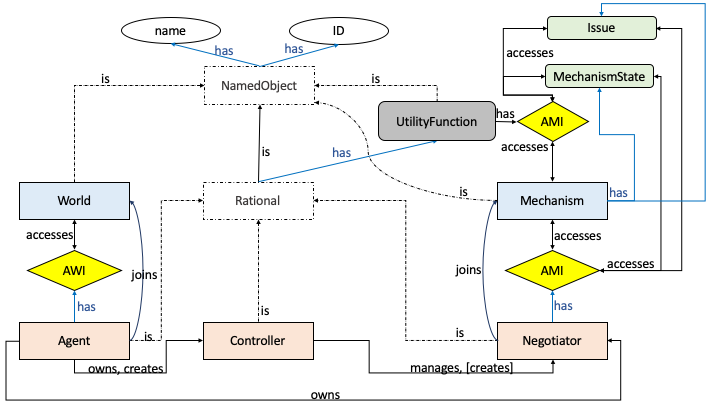 name
ID
Issue
has
has
accesses
is
NamedObject
is
MechanismState
has
UtilityFunction
AMI
is
has
accesses
World
Rational
is
Mechanism
has
accesses
accesses
AWI
joins
joins
AMI
accesses
has
is
has
Agent
is
Controller
is
Negotiator
owns, creates
manages, [creates]
owns